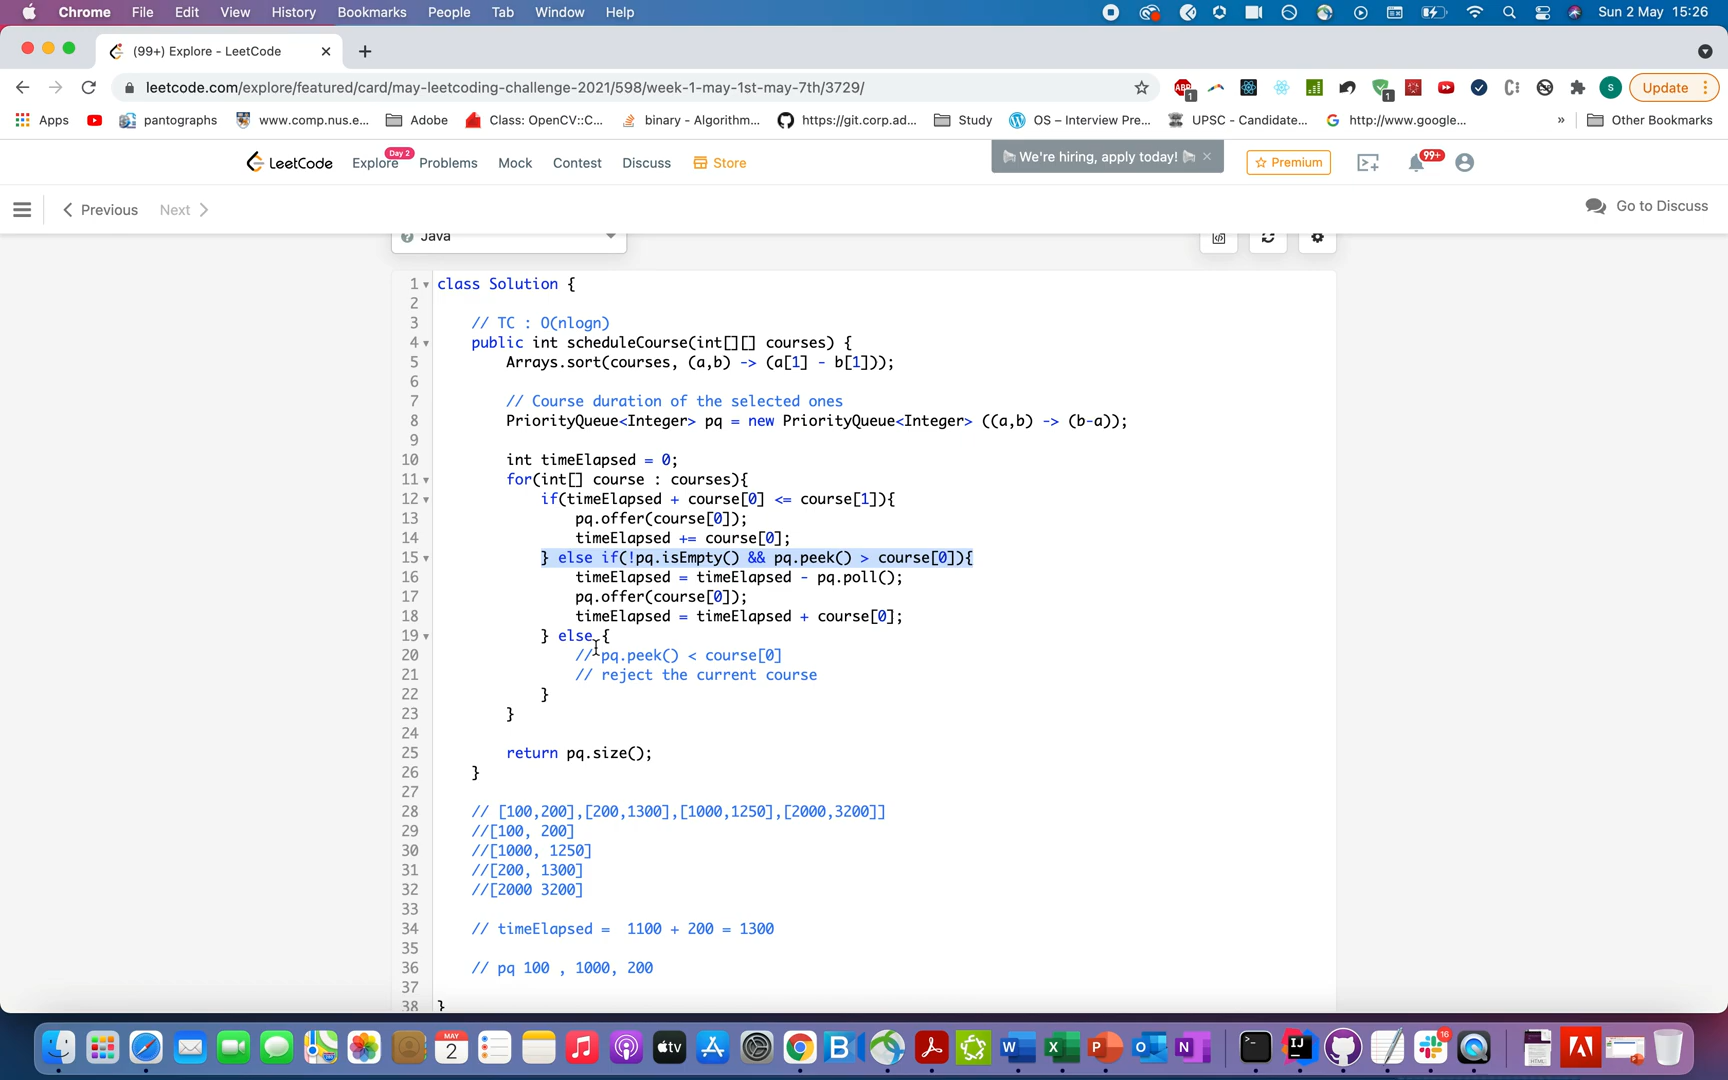 Chrome File Edit View History Bookmarks People Tab Window Help Sun 2 May 15:26
(99+) Explore - LeetCode
leetcode.com/explore/featured/card/may-leetcoding-challenge-2021/598/week-1-may-1st-may-7th/3729/
ABP 1 1 S Update
Apps pantographs www.comp.nus.e... Adobe Class: OpenCV::C... binary - Algorithm... https://git.corp.ad... Study OS – Interview Pre... UPSC - Candidate... http://www.google... » Other Bookmarks
LeetCode Explore Day 2 Problems Mock Contest Discuss Store We're hiring, apply today! Premium 99+
Previous Next Go to Discuss
Java
1 class Solution {
2
3 // TC : O(nlogn)
4 public int scheduleCourse(int[][] courses) {
5 Arrays.sort(courses, (a,b) -> (a[1] - b[1]));
6
7 // Course duration of the selected ones
8 PriorityQueue<Integer> pq = new PriorityQueue<Integer> ((a,b) -> (b-a));
9
10 int timeElapsed = 0;
11 for(int[] course : courses){
12 if(timeElapsed + course[0] <= course[1]){
13 pq.offer(course[0]);
14 timeElapsed += course[0];
15 } else if(!pq.isEmpty() && pq.peek() > course[0]){
16 timeElapsed = timeElapsed - pq.poll();
17 pq.offer(course[0]);
18 timeElapsed = timeElapsed + course[0];
19 } else {
20 // pq.peek() < course[0]
21 // reject the current course
22 }
23 }
24
25 return pq.size();
26 }
27
28 // [100,200],[200,1300],[1000,1250],[2000,3200]]
29 //[100, 200]
30 //[1000, 1250]
31 //[200, 1300]
32 //[2000 3200]
33
34 // timeElapsed = 1100 + 200 = 1300
35
36 // pq 100 , 1000, 200
37
38 }
MAY 2 tv W X P O N IJ 16